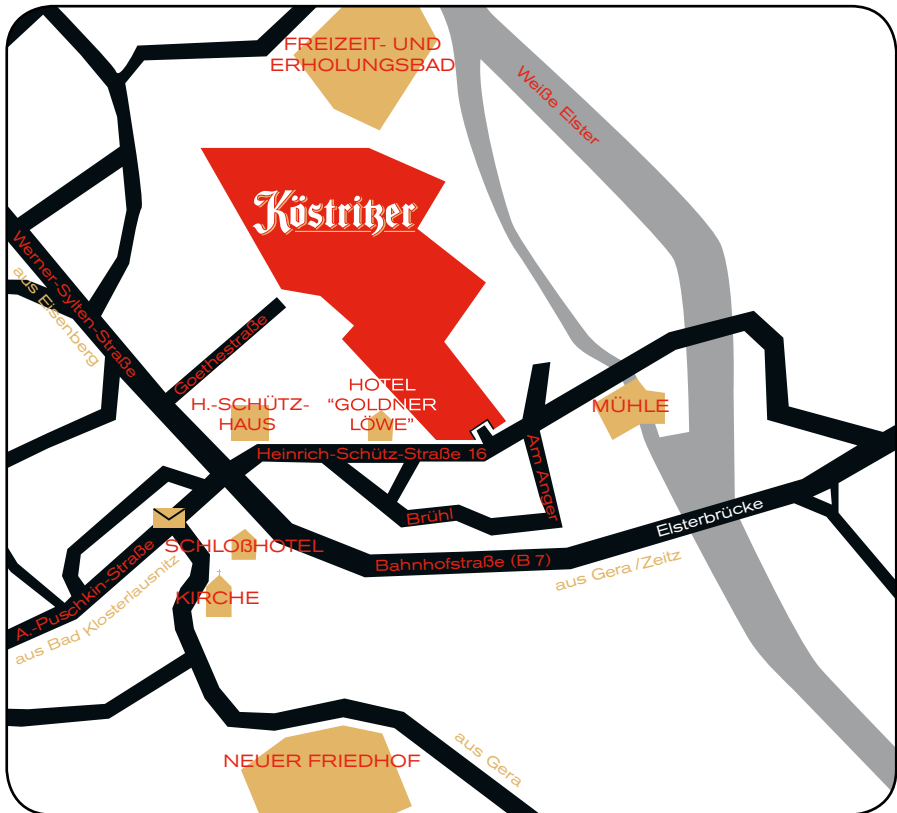 FREIZEIT- UND
ERHOLUNGSBAD
Weiße Elster
Köstritzer
Werner-Sylten-Straße
aus Eisenberg
Goethestraße
H.-SCHÜTZ-
HAUS
HOTEL
“GOLDNER
LÖWE”
MÜHLE
Heinrich-Schütz-Straße 16
Am Anger
Brühl
Elsterbrücke
SCHLOßHOTEL
Bahnhofstraße (B 7)
aus Gera/Zeitz
A.-Puschkin-Straße
aus Bad Klosterlausnitz
KIRCHE
aus Gera
NEUER FRIEDHOF